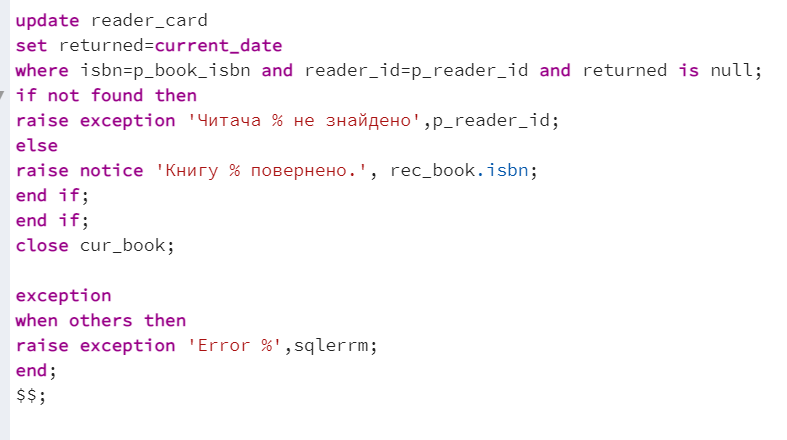 update reader_card
set returned=current_date
where isbn=p_book_isbn and reader_id=p_reader_id and returned is null;
if not found then
raise exception 'Читача % не знайдено',p_reader_id;
else
raise notice 'Книгу % повернено.', rec_book.isbn;
end if;
end if;
close cur_book;
exception
when others then
raise exception 'Error %',sqlerrm;
end;
$$;